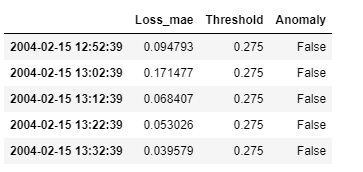 Loss_mae Threshold Anomaly
2004-02-15 12:52:39 0.094793 0.275 False
2004-02-15 13:02:39 0.171477 0.275 False
2004-02-15 13:12:39 0.068407 0.275 False
2004-02-15 13:22:39 0.053026 0.275 False
2004-02-15 13:32:39 0.039579 0.275 False